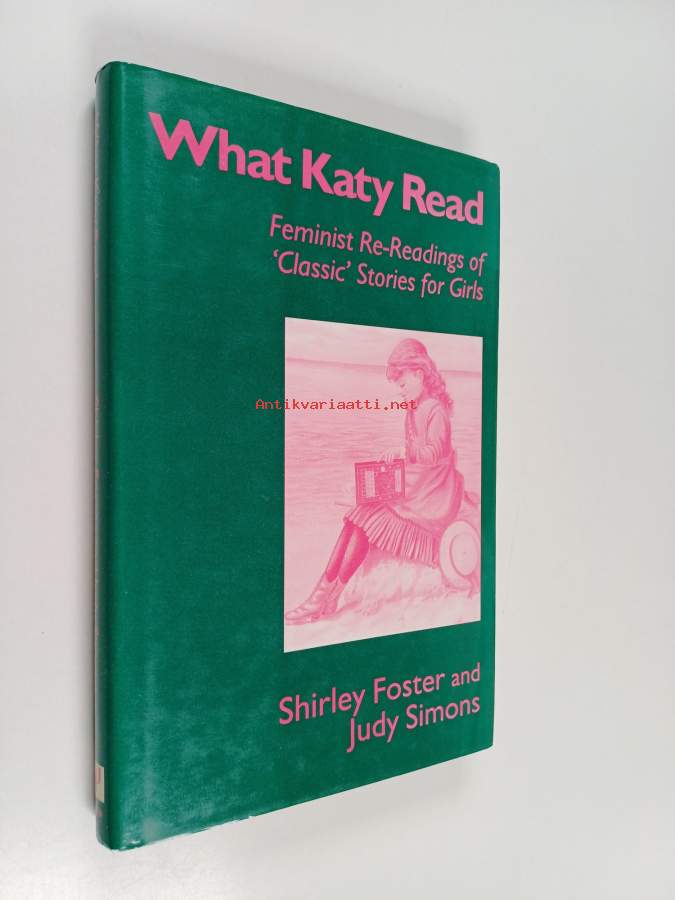 What Katy Read
Feminist Re-Readings of
‘Classic’ Stories for Girls
Antikvariaatti.net
Shirley Foster and
Judy Simons